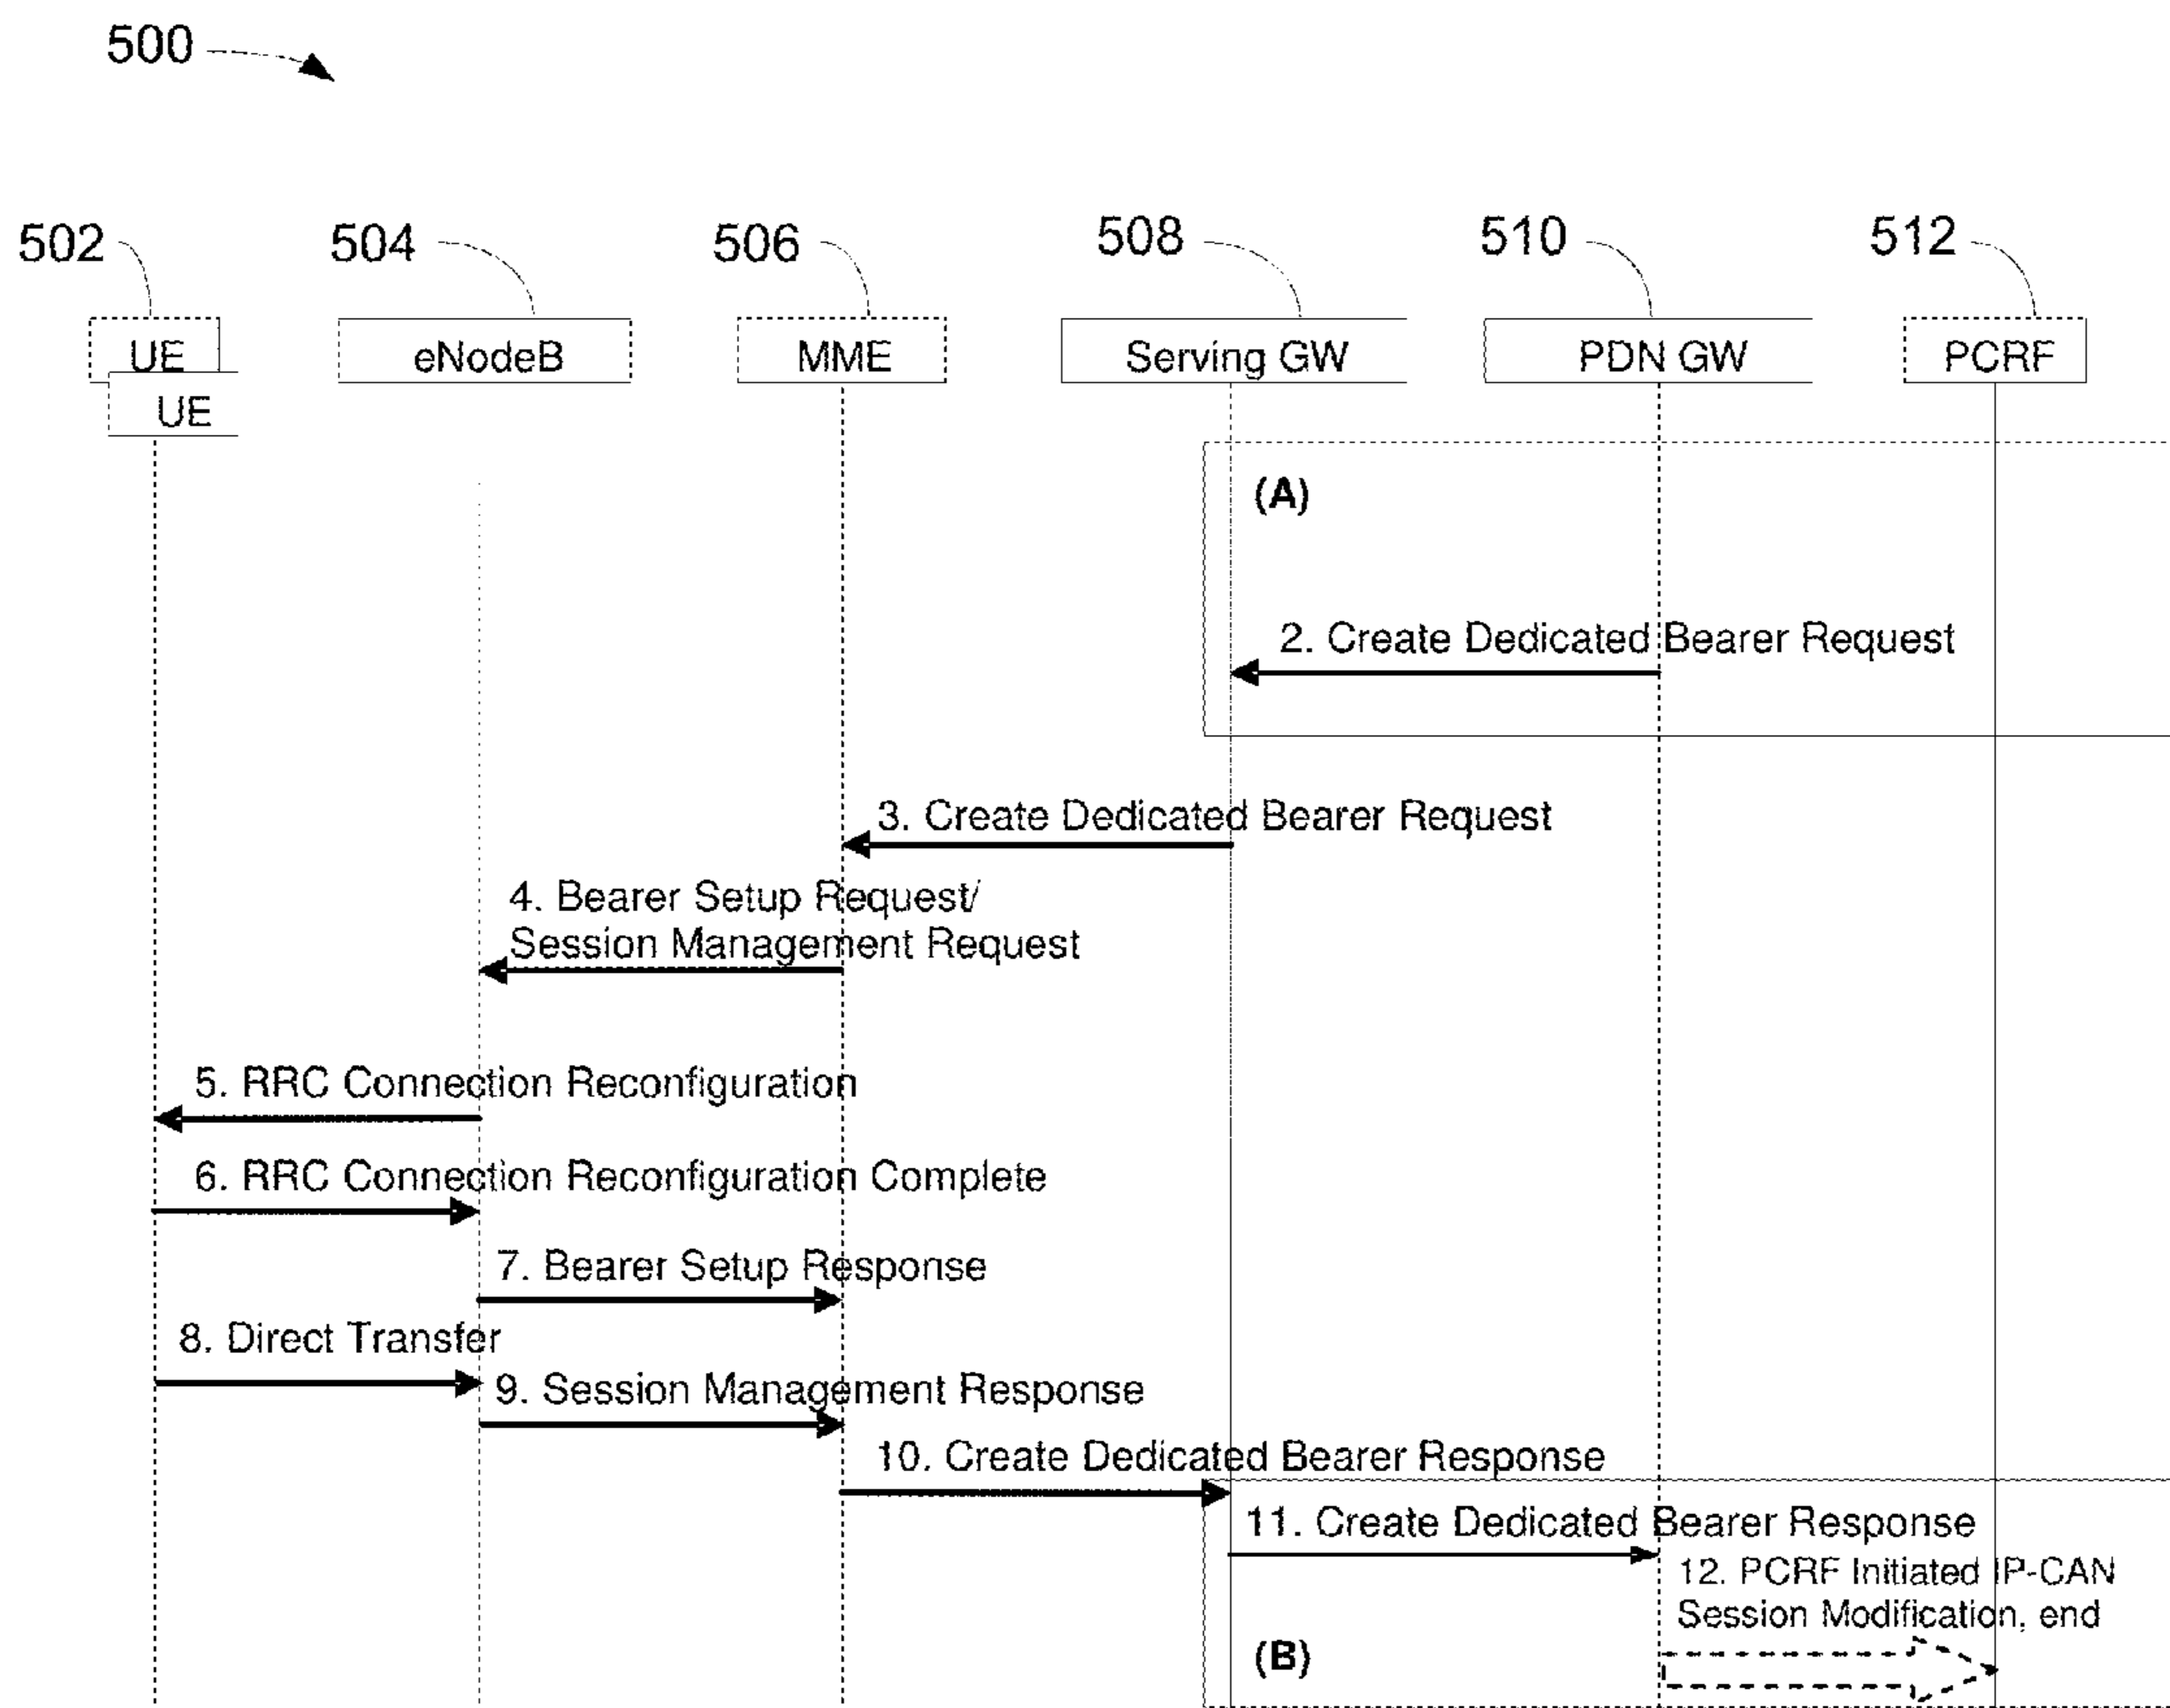 500
502
504
506
508
510
512
UE
eNodeB
MME
Serving GW
PDN GW
PCRF
UE
(A)
2. Create Dedicated Bearer Request
3. Create Dedicated Bearer Request
4. Bearer Setup Request/
Session Management Request
5. RRC Connection Reconfiguration
6. RRC Connection Reconfiguration Complete
7. Bearer Setup Response
8. Direct Transfer
9. Session Management Response
10. Create Dedicated Bearer Response
11. Create Dedicated Bearer Response
12. PCRF Initiated IP-CAN
Session Modification, end
(B)